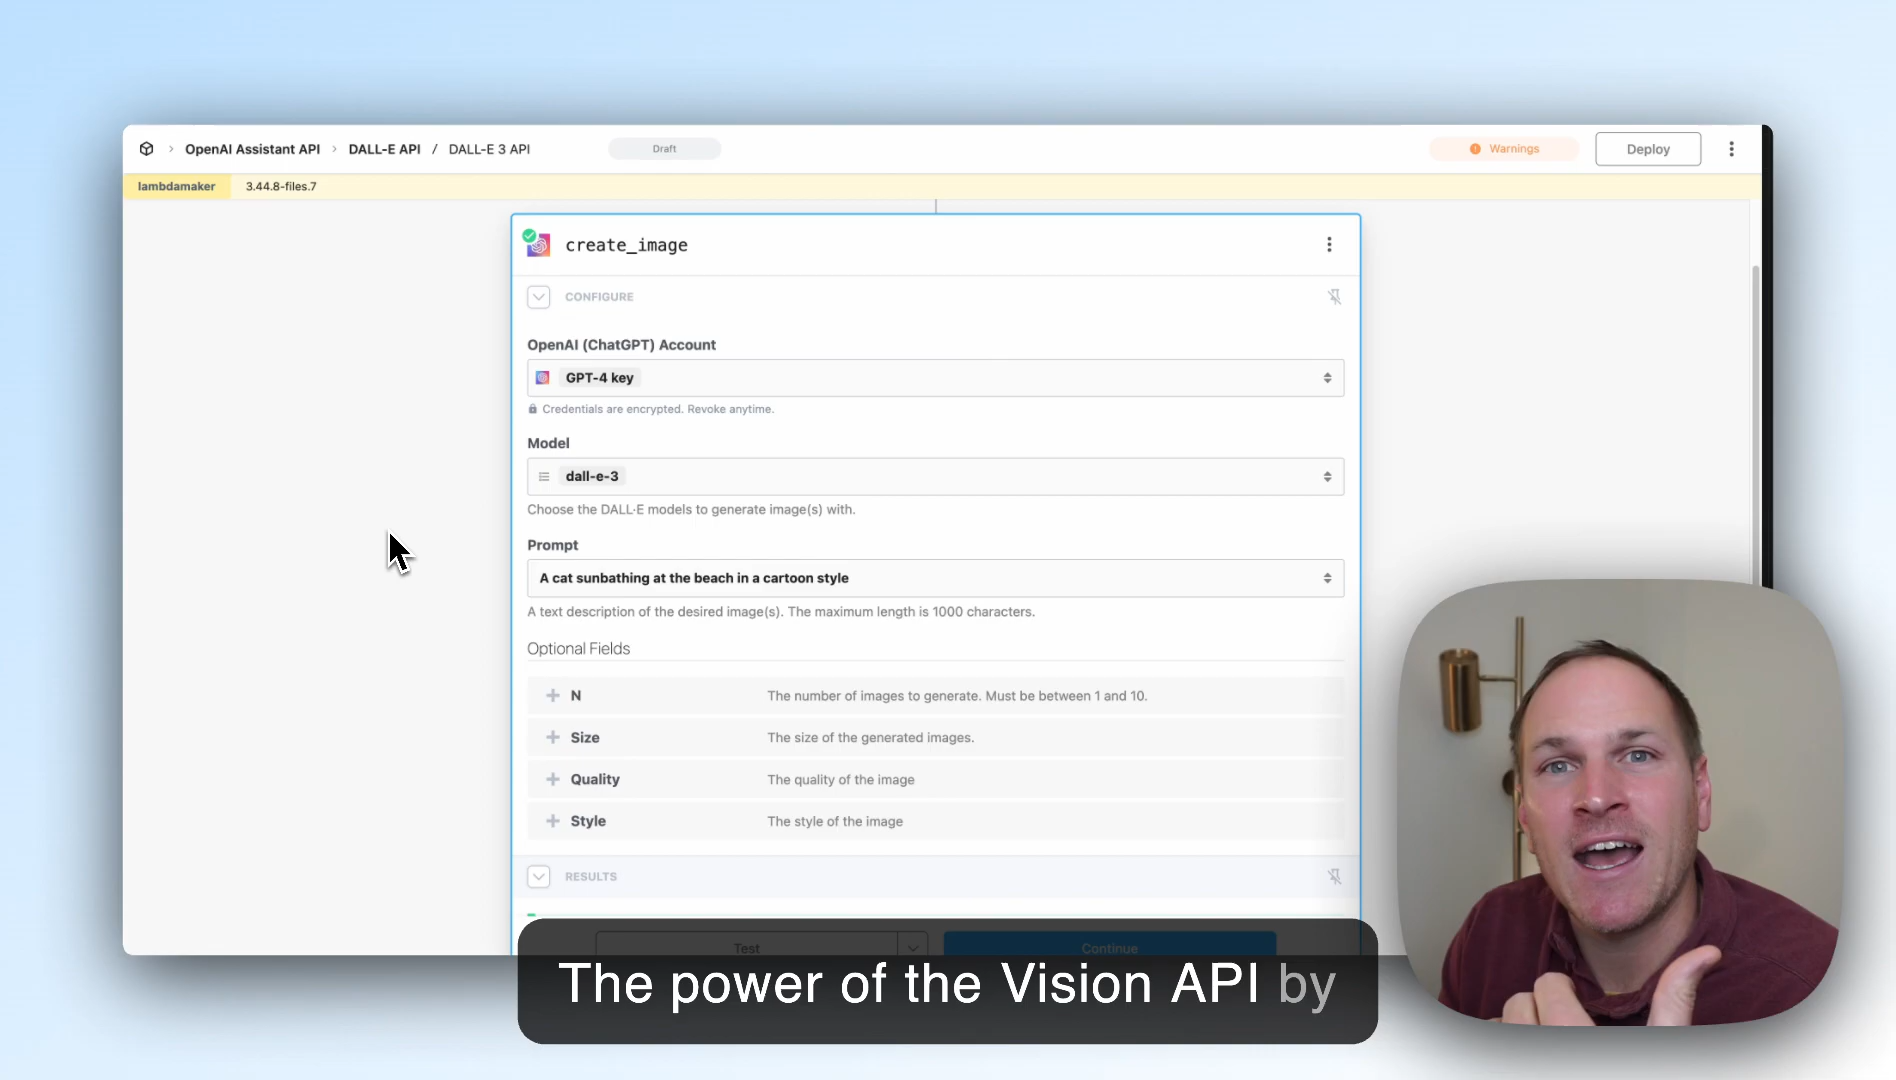 OpenAI Assistant API > DALL-E API / DALL-E 3 API
Draft
Warnings
Deploy
lambdamaker
3.44.8-files.7
create_image
CONFIGURE
OpenAI (ChatGPT) Account
GPT-4 key
Credentials are encrypted. Revoke anytime.
Model
dall-e-3
Choose the DALL·E models to generate image(s) with.
Prompt
A cat sunbathing at the beach in a cartoon style
A text description of the desired image(s). The maximum length is 1000 characters.
Optional Fields
N The number of images to generate. Must be between 1 and 10.
Size The size of the generated images.
Quality The quality of the image
Style The style of the image
RESULTS
Test
Continue
The power of the Vision API by